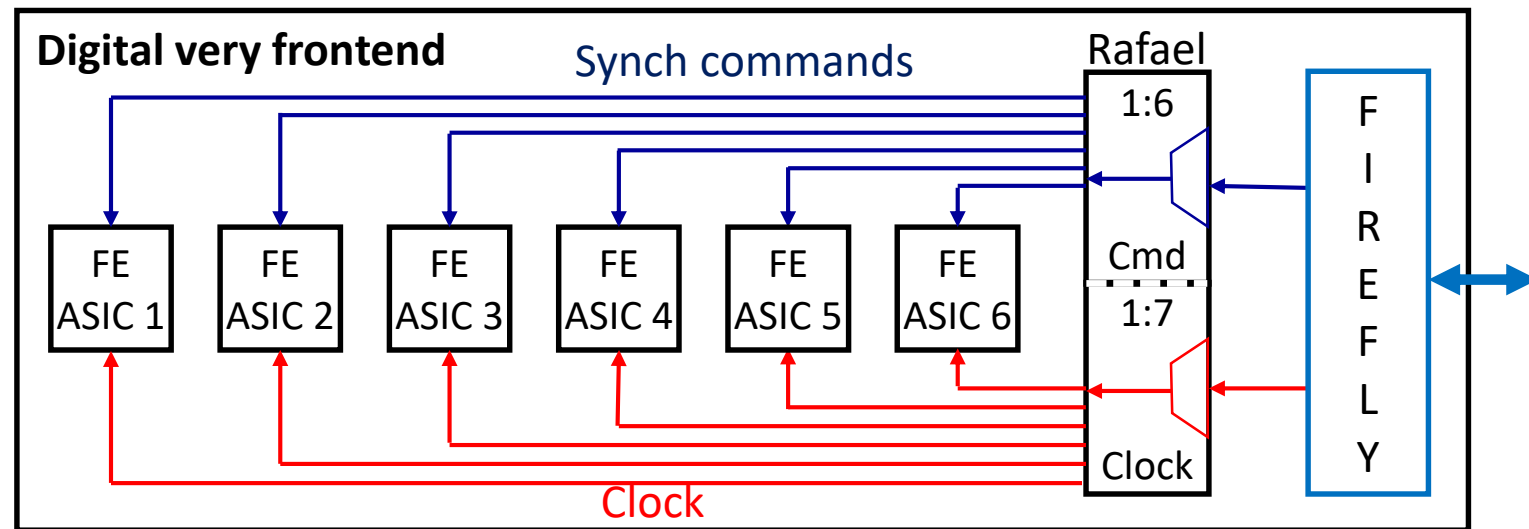 Digital very frontend
Synch commands
Rafael
1:6
Cmd
1:7
Clock
FE
ASIC 1
FE
ASIC 2
FE
ASIC 3
FE
ASIC 4
FE
ASIC 5
FE
ASIC 6
Clock
F
I
R
E
F
L
Y